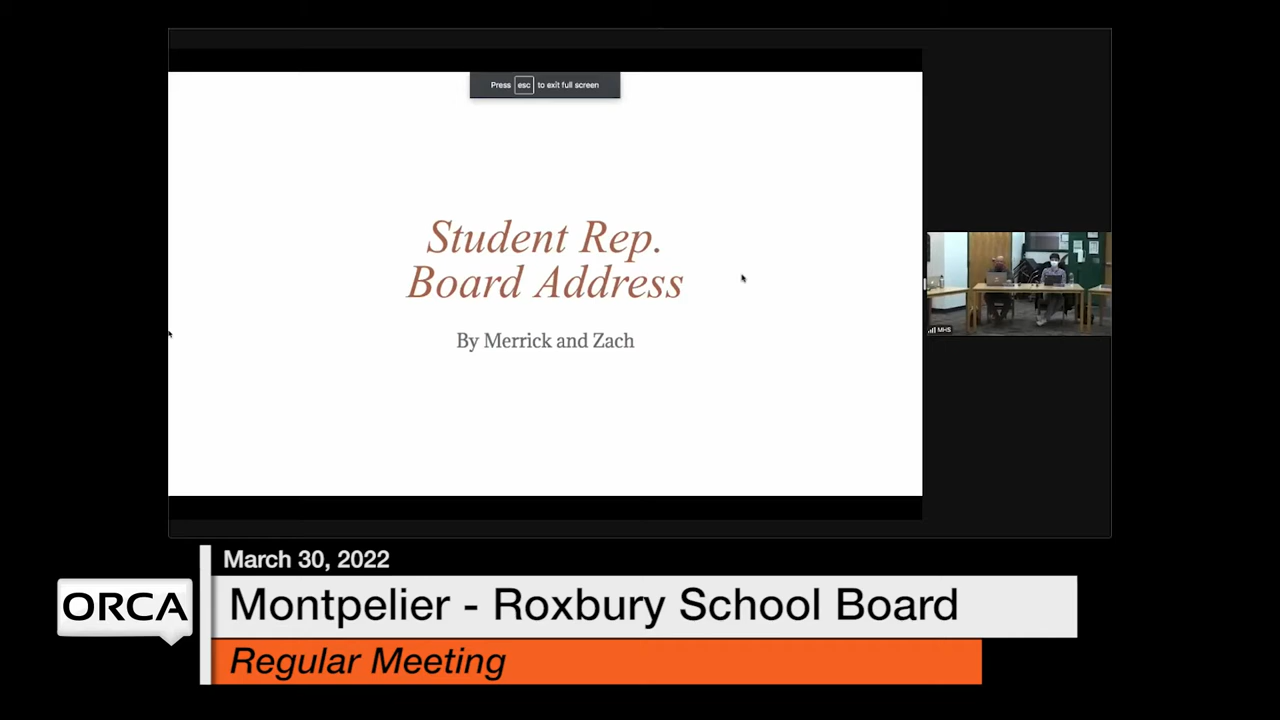 Press esc to exit full screen
Student Rep.
Board Address
By Merrick and Zach
MHS
March 30, 2022
ORCA
Montpelier - Roxbury School Board
Regular Meeting